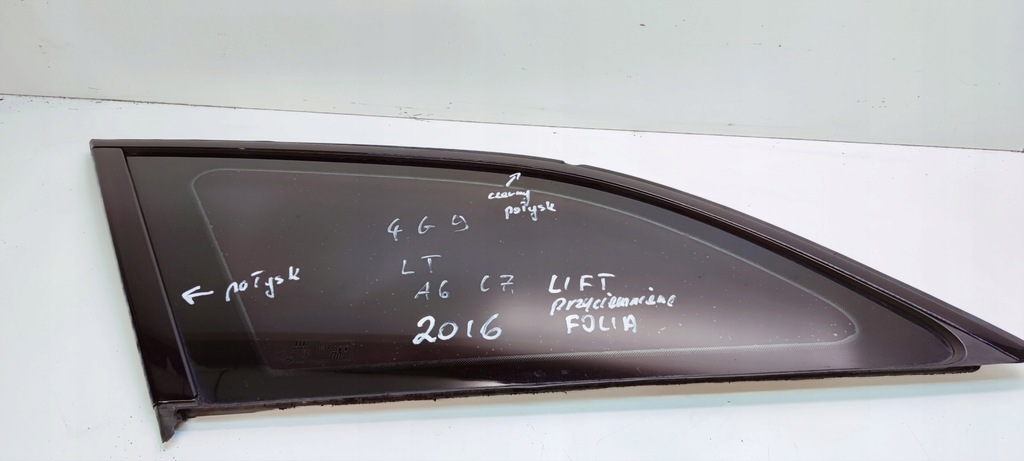 czarny
połysk
4G9
LT
A6 C7 LIFT
← połysk
przyciemniane
2016 FOLIA